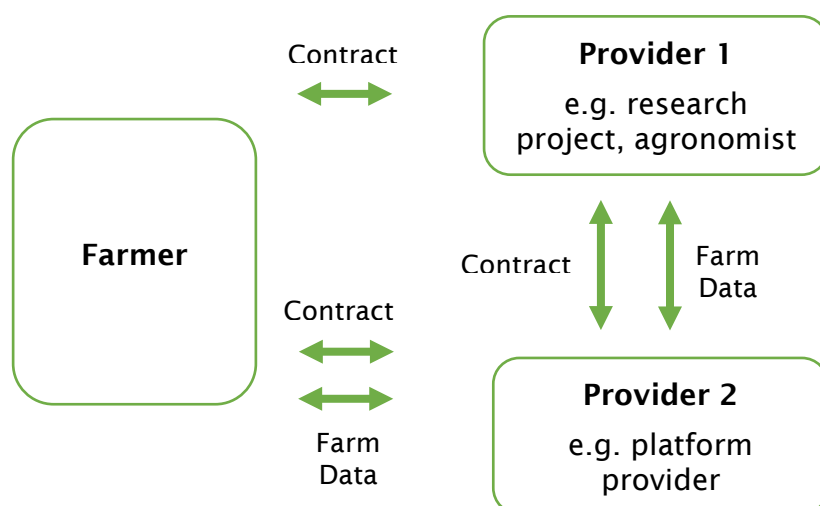 Contract
Provider 1
e.g. research
project, agronomist
Farmer
Contract
Farm
Data
Contract
Farm
Data
Provider 2
e.g. platform
provider